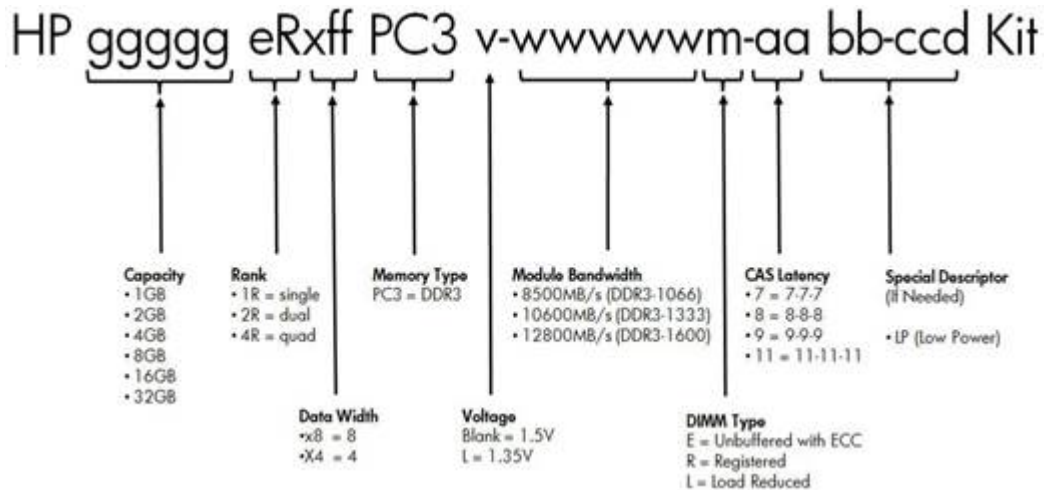 HP ggggg eRxff PC3 v-wwwwwm-aa bb-ccd Kit
Capacity
• 1GB
• 2GB
• 4GB
• 8GB
• 16GB
• 32GB
Rank
• 1R = single
• 2R = dual
• 4R = quad
Memory Type
PC3 = DDR3
Module Bandwidth
• 8500MB/s (DDR3-1066)
• 10600MB/s (DDR3-1333)
• 12800MB/s (DDR3-1600)
CAS Latency
• 7 = 7-7-7
• 8 = 8-8-8
• 9 = 9-9-9
• 11 = 11-11-11
Special Descriptor
(If Needed)
• LP (Low Power)
Data Width
•x8 = 8
•X4 = 4
Voltage
Blank = 1.5V
L = 1.35V
DIMM Type
E = Unbuffered with ECC
R = Registered
L = Load Reduced